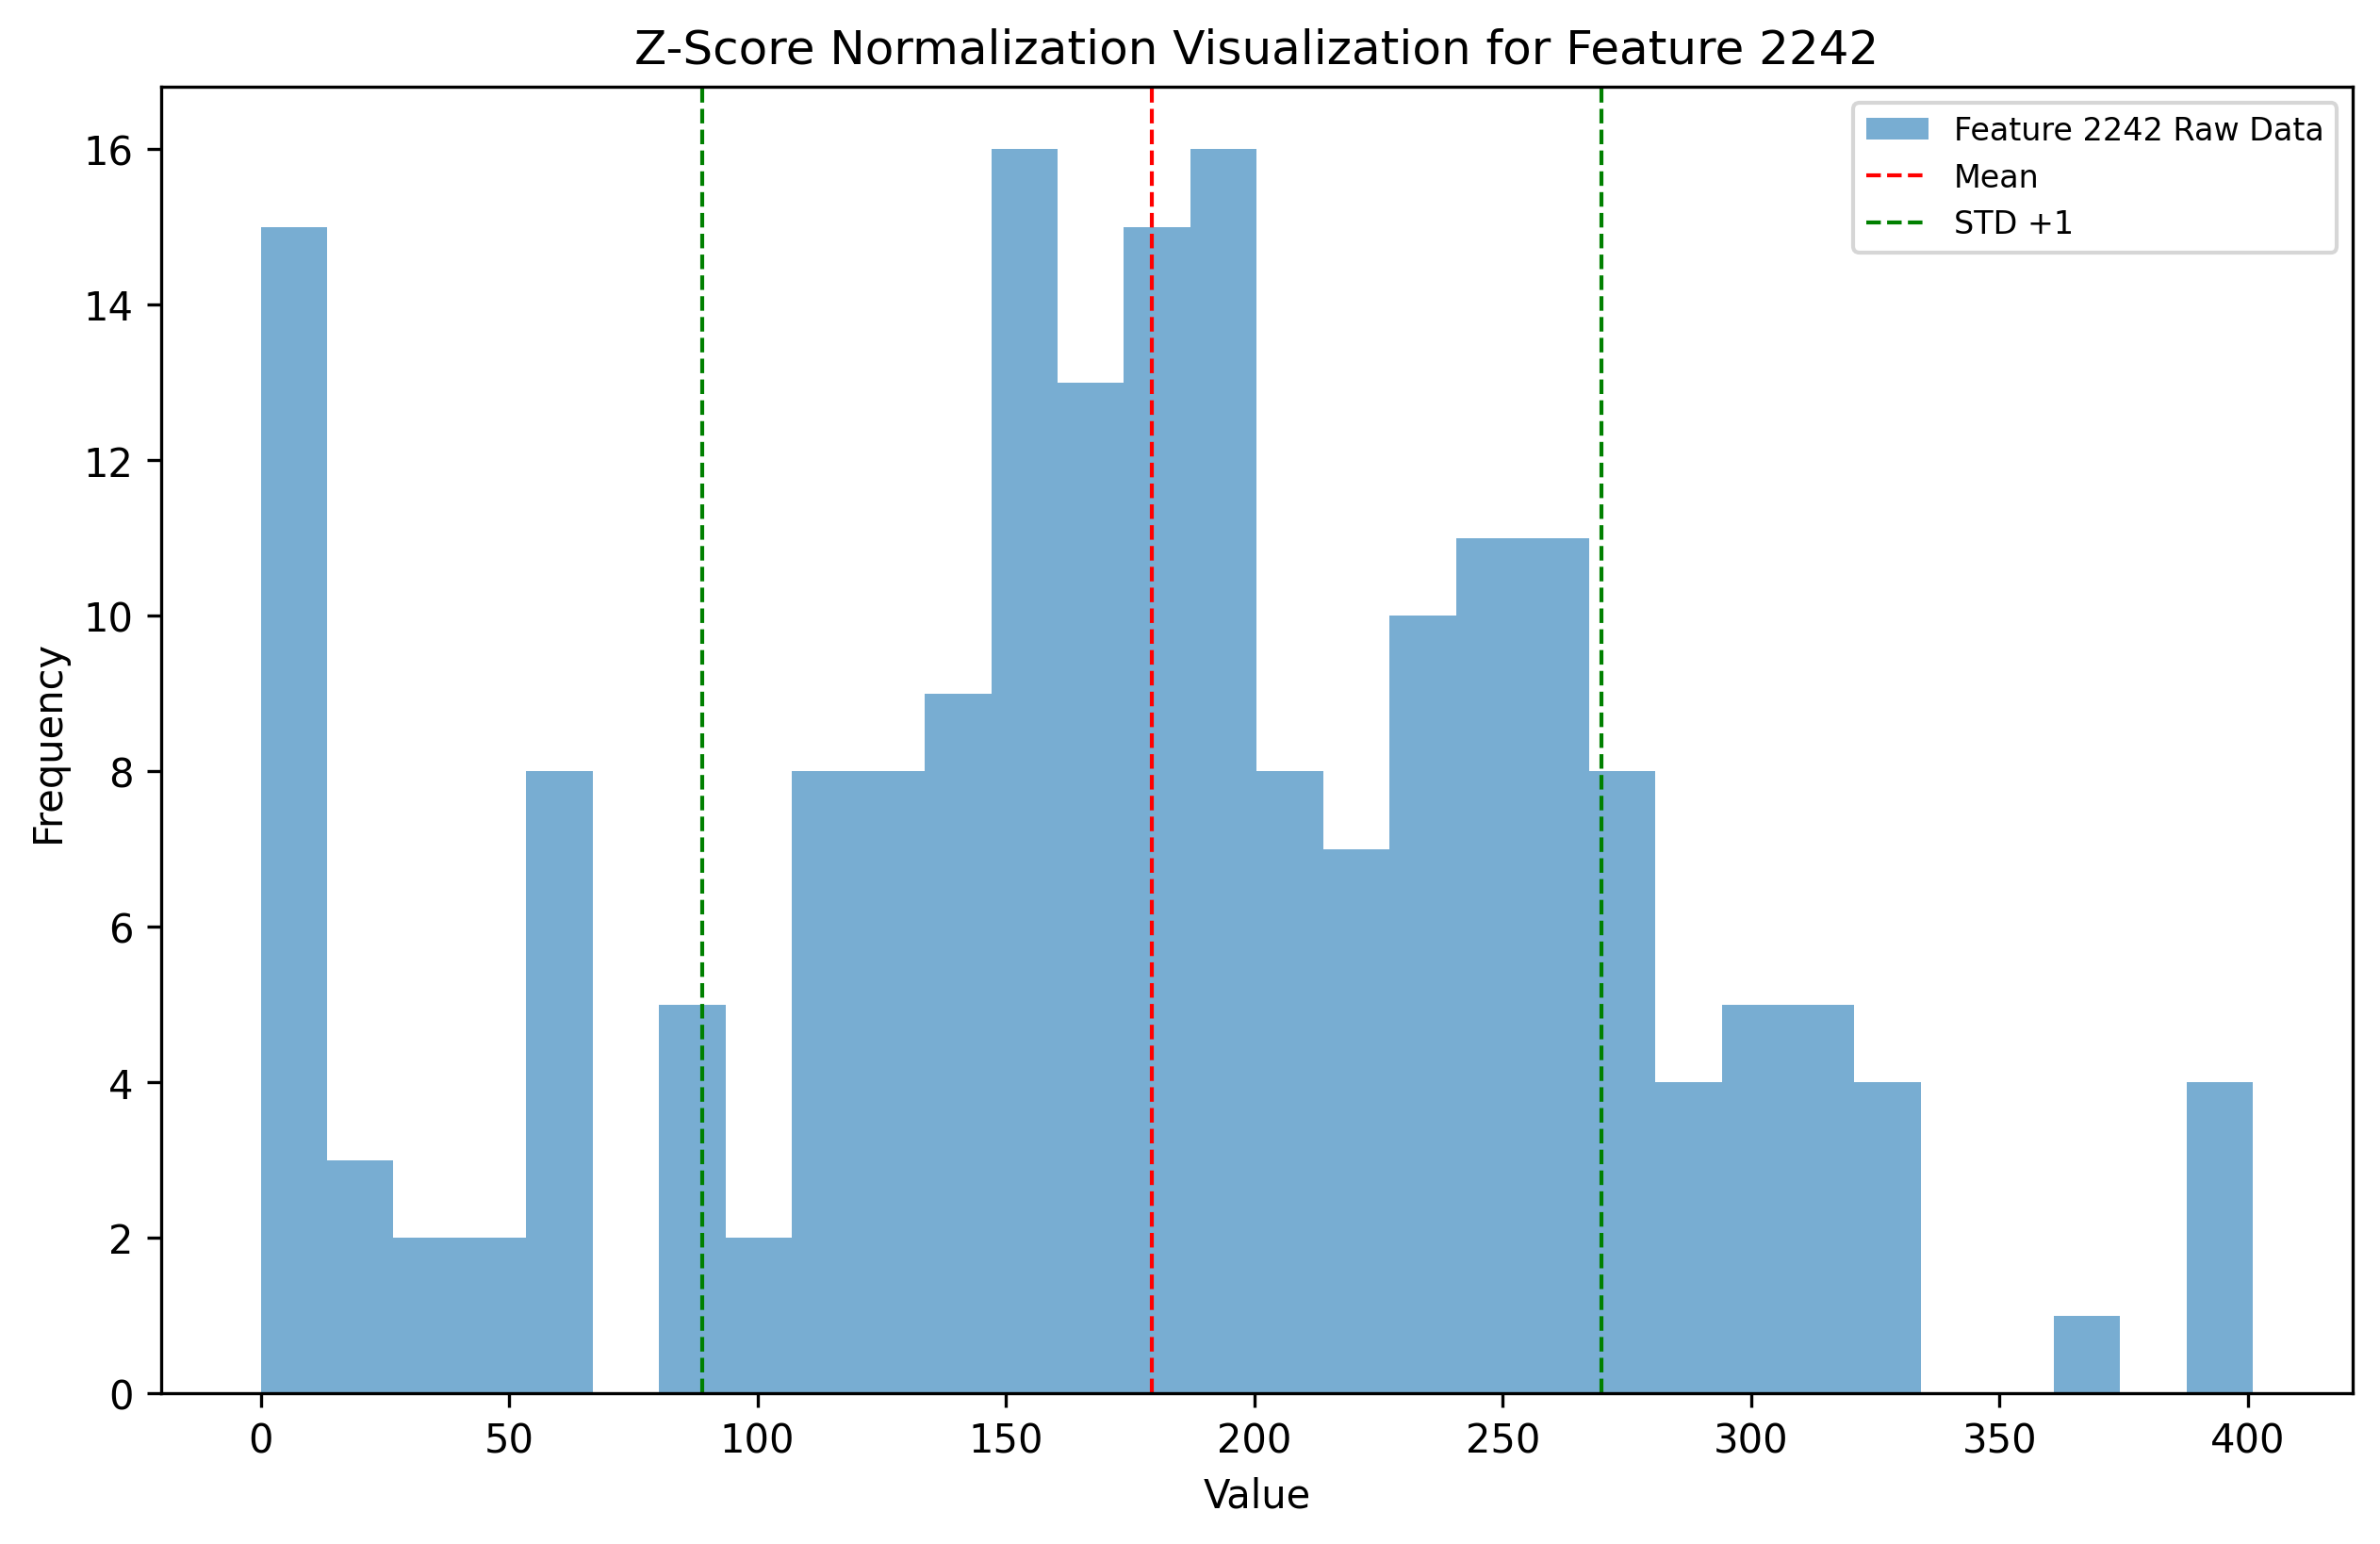 Z-Score Normalization Visualization for Feature 2242
Feature 2242 Raw Data
Mean
STD +1
16
14
12
10
8
6
4
2
0
Frequency
0 50 100 150 200 250 300 350 400
Value